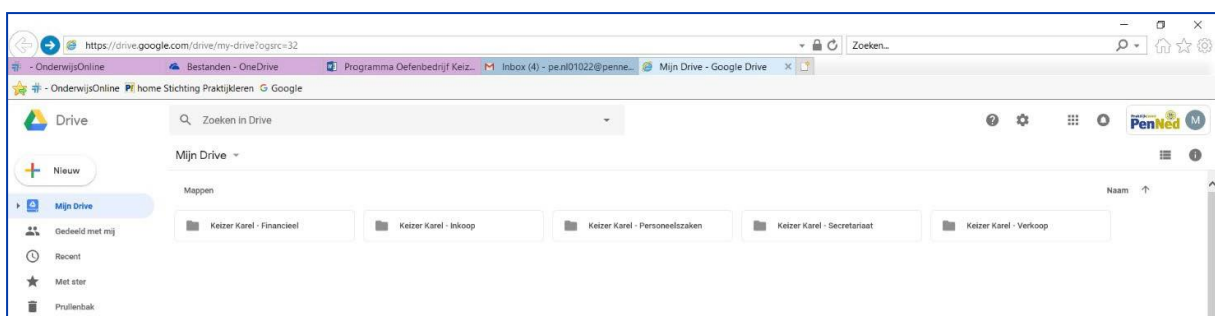 https://drive.google.com/drive/my-drive?ogsrc=32 Zoeken...
- OnderwijsOnline Bestanden - OneDrive Programma Oefenbedrijf Keiz... Inbox (4) - pe.nl01022@penne... Mijn Drive - Google Drive
- OnderwijsOnline home Stichting Praktijkleren G Google
Drive Zoeken in Drive PenNed M
Nieuw Mijn Drive
Mappen Naam
Mijn Drive Keizer Karel - Financieel Keizer Karel - Inkoop Keizer Karel - Personeelszaken Keizer Karel - Secretariaat Keizer Karel - Verkoop
Gedeeld met mij
Recent
Met ster
Prullenbak